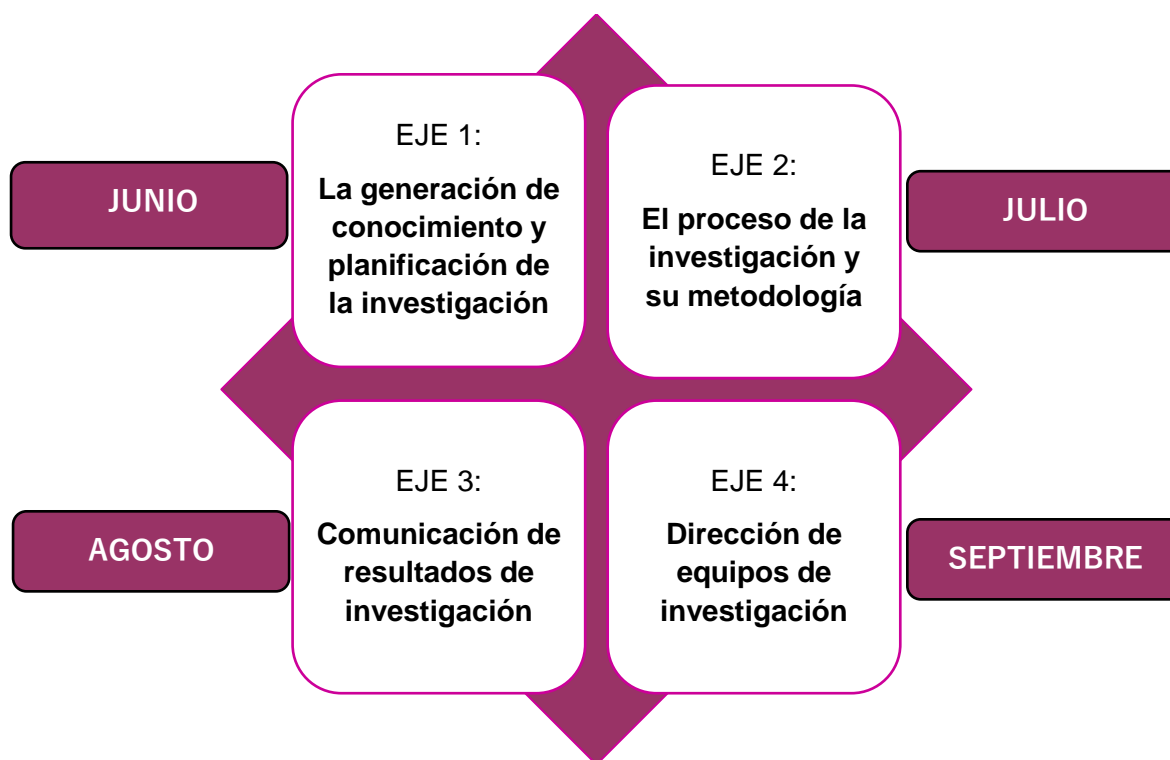 JUNIO
EJE 1:
La generación de
conocimiento y
planificación de
la investigación
EJE 2:
El proceso de la
investigación y
su metodología
JULIO
AGOSTO
EJE 3:
Comunicación de
resultados de
investigación
EJE 4:
Dirección de
equipos de
investigación
SEPTIEMBRE